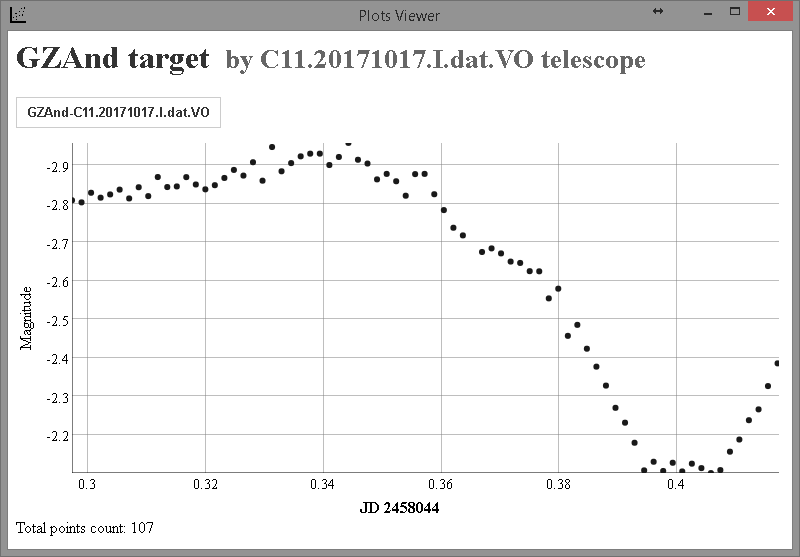 Plots Viewer
GZAnd target by C11.20171017.I.dat.VO telescope
GZAnd-C11.20171017.I.dat.VO
-2.9
-2.8
-2.7
-2.6
-2.5
-2.4
-2.3
-2.2
Magnitude
0.3 0.32 0.34 0.36 0.38 0.4
JD 2458044
Total points count: 107